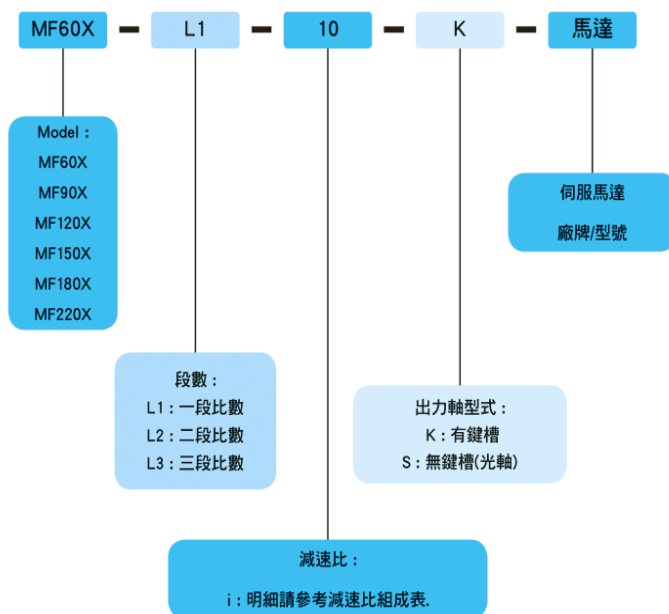 MF60X - L1 - 10 - K - 馬達
Model :
MF60X
MF90X
MF120X
MF150X
MF180X
MF220X
伺服馬達
廠牌/型號
段數 :
L1 : 一段比數
L2 : 二段比數
L3 : 三段比數
出力軸型式 :
K : 有鍵槽
S : 無鍵槽(光軸)
減速比 :
i : 明細請參考減速比組成表.